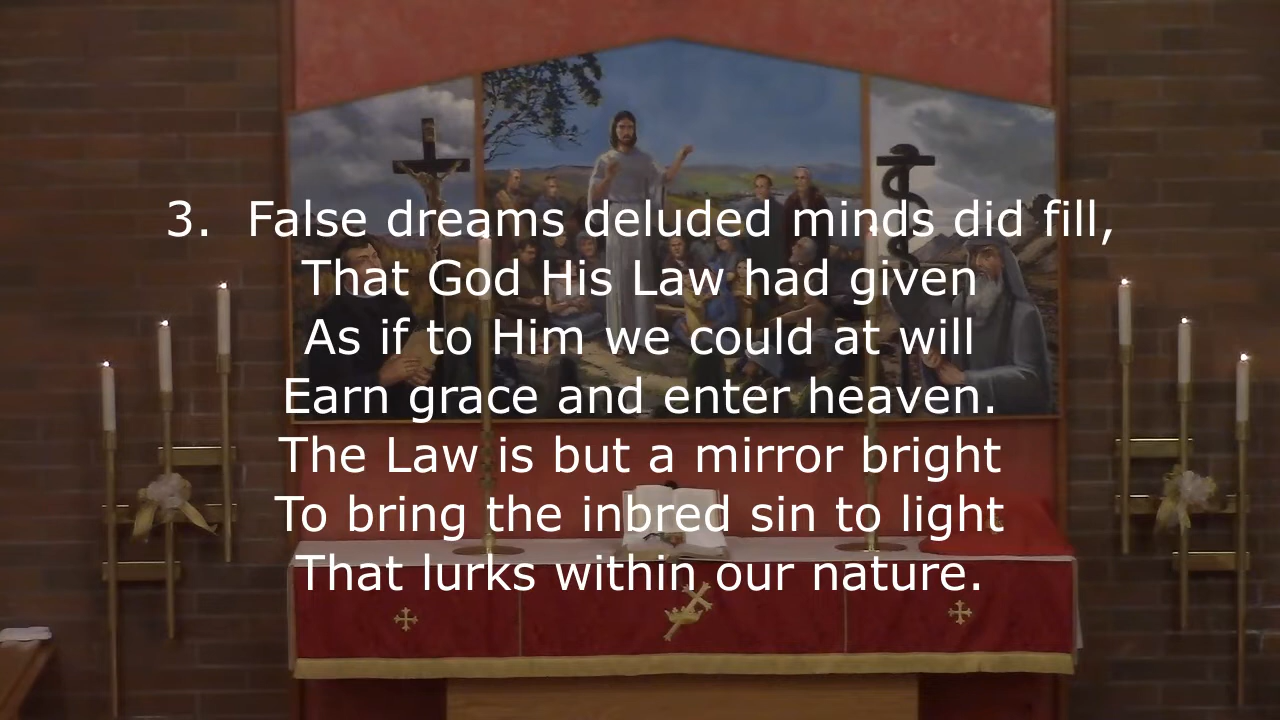 3. False dreams deluded minds did fill,
That God His Law had given
As if to Him we could at will
Earn grace and enter heaven.
The Law is but a mirror bright
To bring the inbred sin to light
That lurks within our nature.